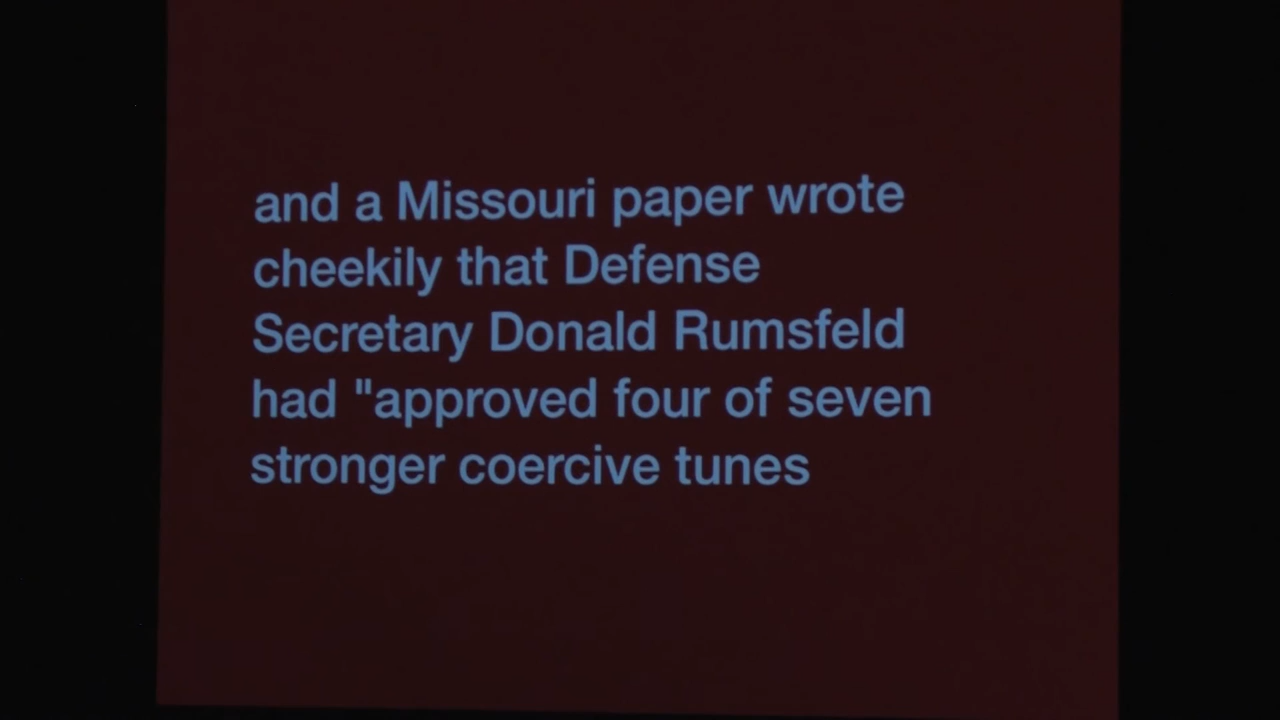 and a Missouri paper wrote
cheekily that Defense
Secretary Donald Rumsfeld
had "approved four of seven
stronger coercive tunes